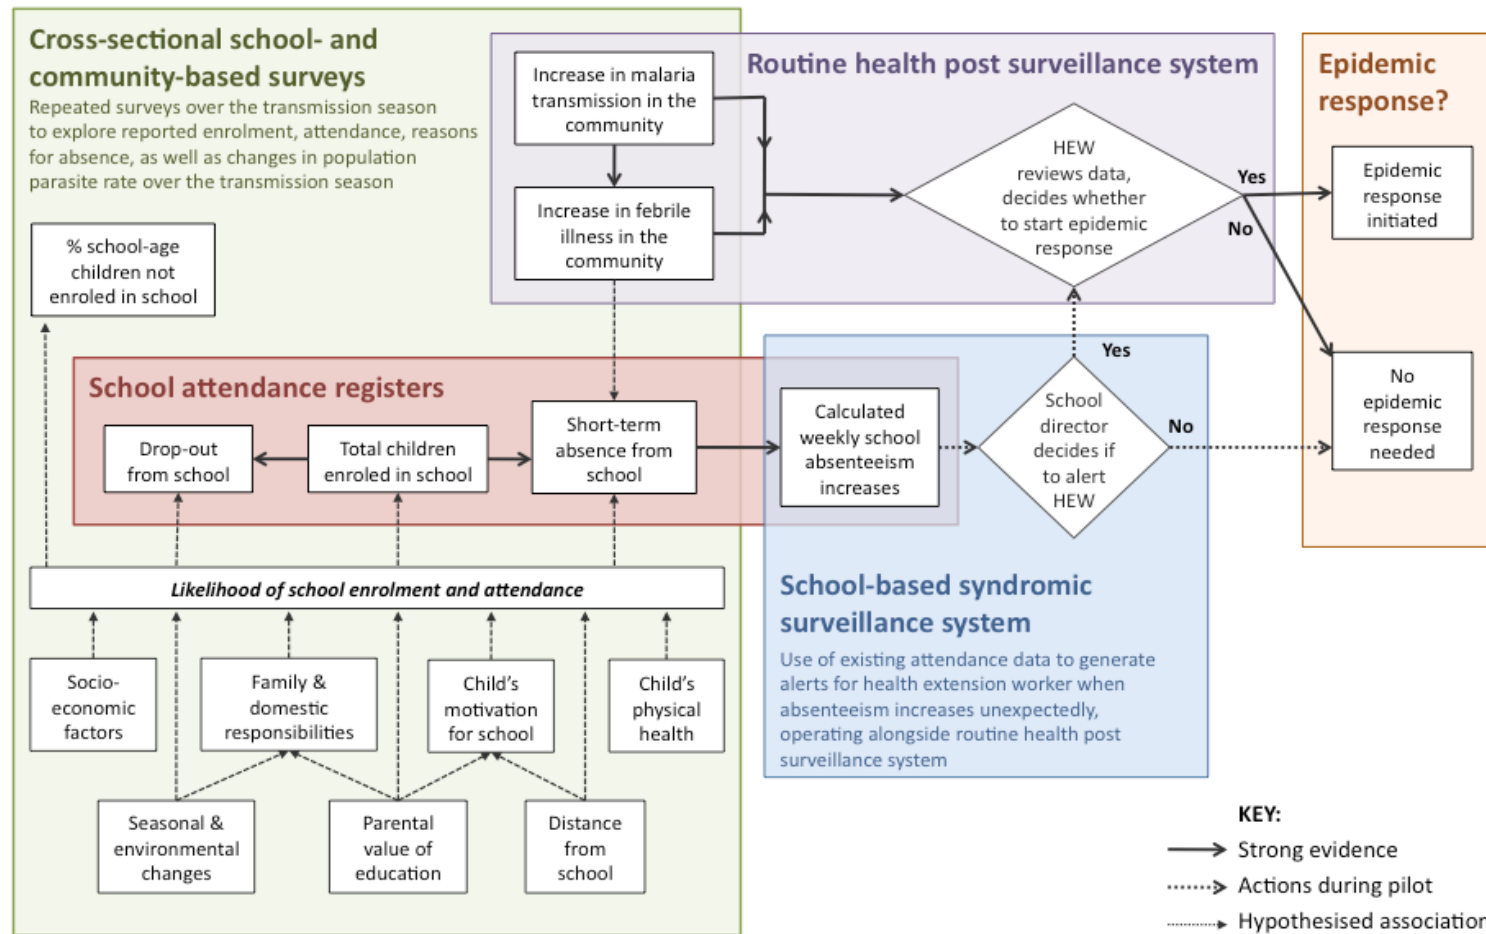 Cross-sectional school- and
community-based surveys
Repeated surveys over the transmission season
to explore reported enrolment, attendance, reasons
for absence, as well as changes in population
parasite rate over the transmission season
% school-age
children not
enroled in school
Increase in malaria
transmission in the
community
Increase in febrile
illness in the
community
Routine health post surveillance system
HEW
reviews data,
decides whether
to start epidemic
response
Yes
No
Epidemic
response?
Epidemic
response
initiated
No
epidemic
response
needed
School attendance registers
Drop-out
from school
Total children
enroled in school
Short-term
absence from
school
Calculated
weekly school
absenteeism
increases
School
director
decides if
to alert
HEW
Yes
No
School-based syndromic
surveillance system
Use of existing attendance data to generate
alerts for health extension worker when
absenteeism increases unexpectedly,
operating alongside routine health post
surveillance system
Likelihood of school enrolment and attendance
Socio-
economic
factors
Family &
domestic
responsibilities
Child's
motivation
for school
Child's
physical
health
Seasonal &
environmental
changes
Parental
value of
education
Distance
from
school
KEY:
Strong evidence
Actions during pilot
Hypothesised association